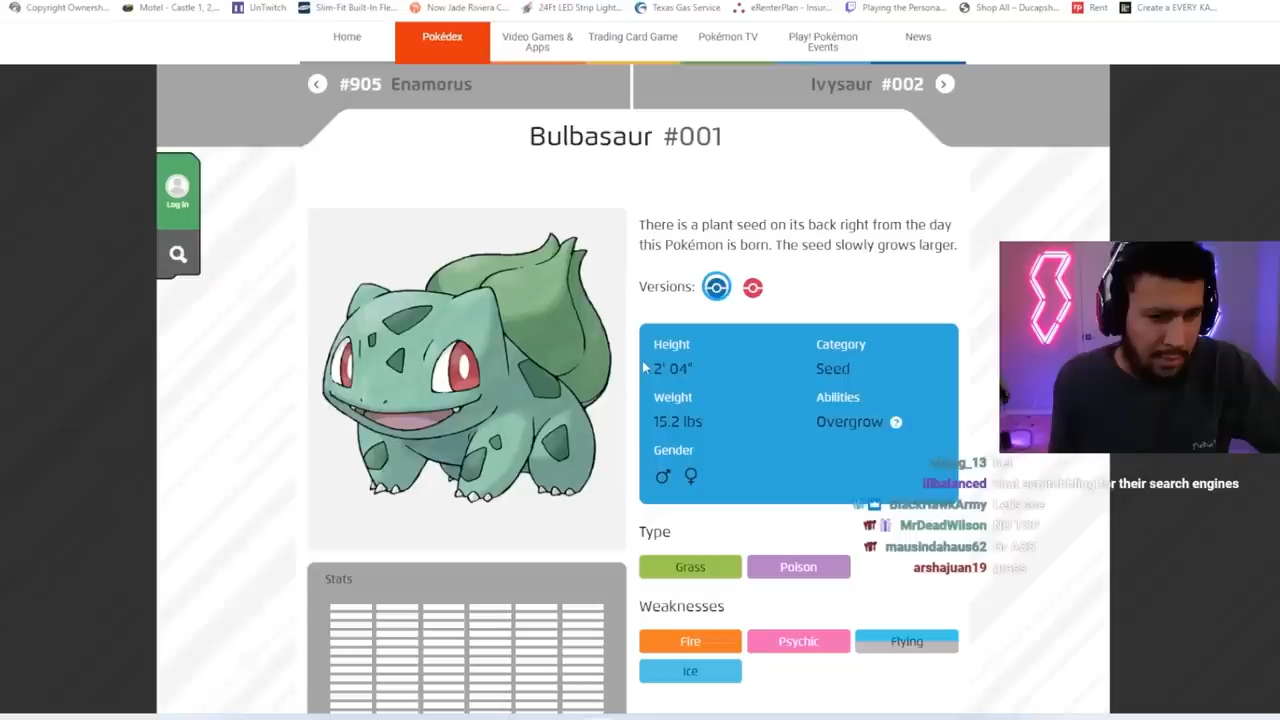 Copyright Ownersh... Motel - Castle 1, 2,... UnTwitch Slim-Fit Built-In Fle... Now Jade Riviera C... 24Ft LED Strip Light... Texas Gas Service eRenterPlan - Insur... Playing the Persona... Shop All – Ducapsh... Rent Create a EVERY KA...
Home Pokédex Video Games & Apps Trading Card Game Pokémon TV Play! Pokémon Events News
#905 Enamorus Ivysaur #002
Bulbasaur #001
Log in
There is a plant seed on its back right from the day
this Pokémon is born. The seed slowly grows larger.
Versions:
Height Category
2' 04" Seed
Weight Abilities
15.2 lbs Overgrow ?
Gender
Type
Grass Poison
Weaknesses
Fire Psychic Flying
Ice
Stats
illbalanced chat scrabbling for their search engines
BlackHawkArmy Let's see
MrDeadWilson
mausindahaus62
arshajuan19 grass